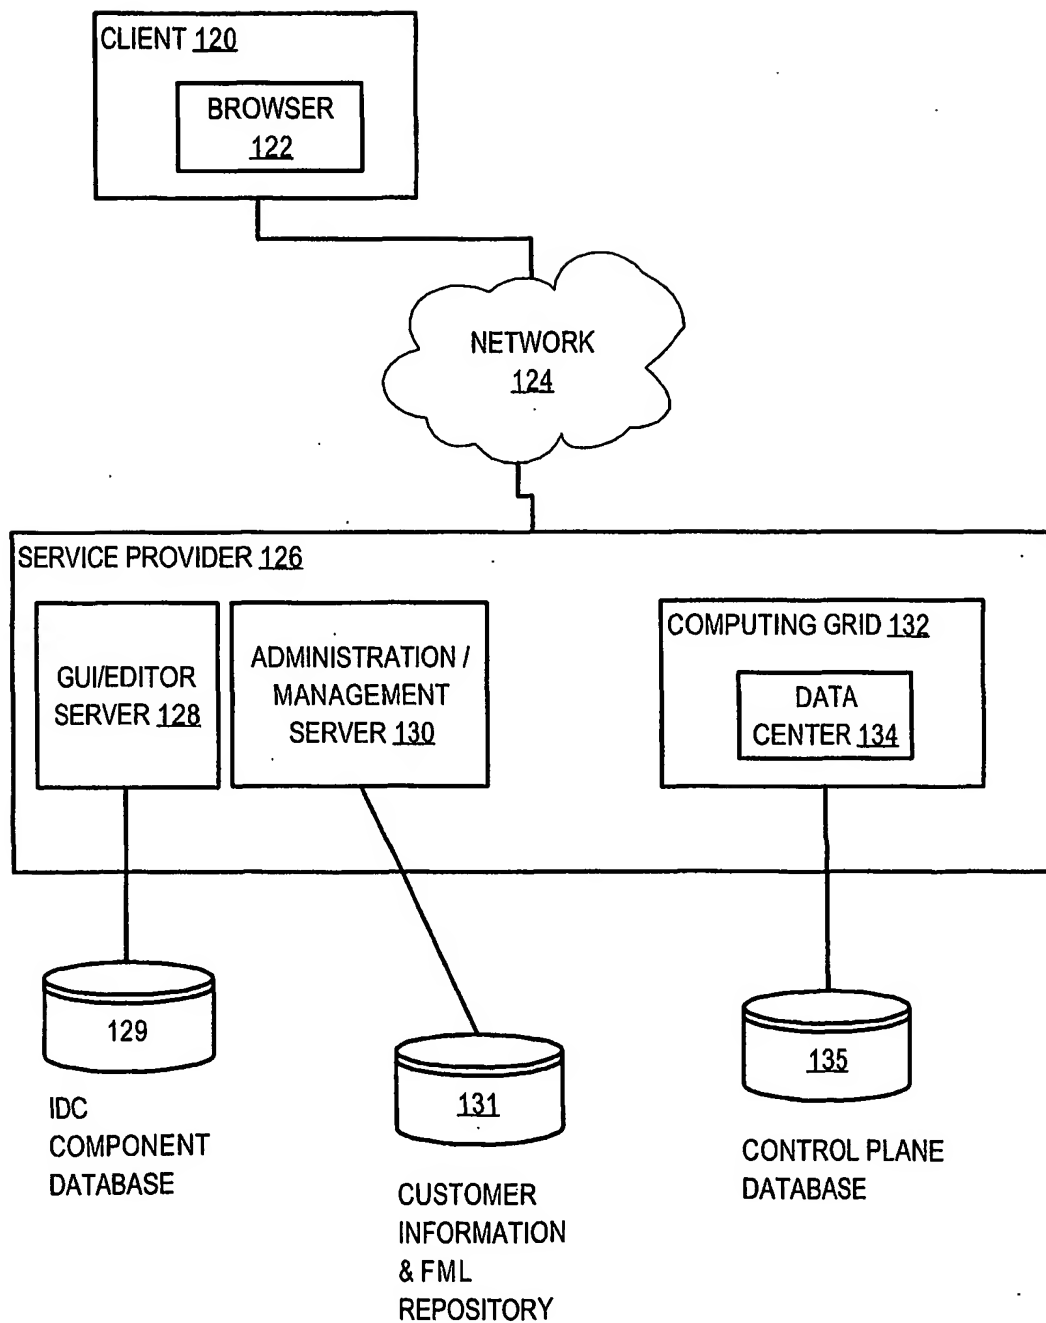 CLIENT 120
BROWSER
122
NETWORK
124
SERVICE PROVIDER 126
GUI/EDITOR
SERVER 128
ADMINISTRATION /
MANAGEMENT
SERVER 130
COMPUTING GRID 132
DATA
CENTER 134
129
IDC
COMPONENT
DATABASE
131
CUSTOMER
INFORMATION
& FML
REPOSITORY
135
CONTROL PLANE
DATABASE